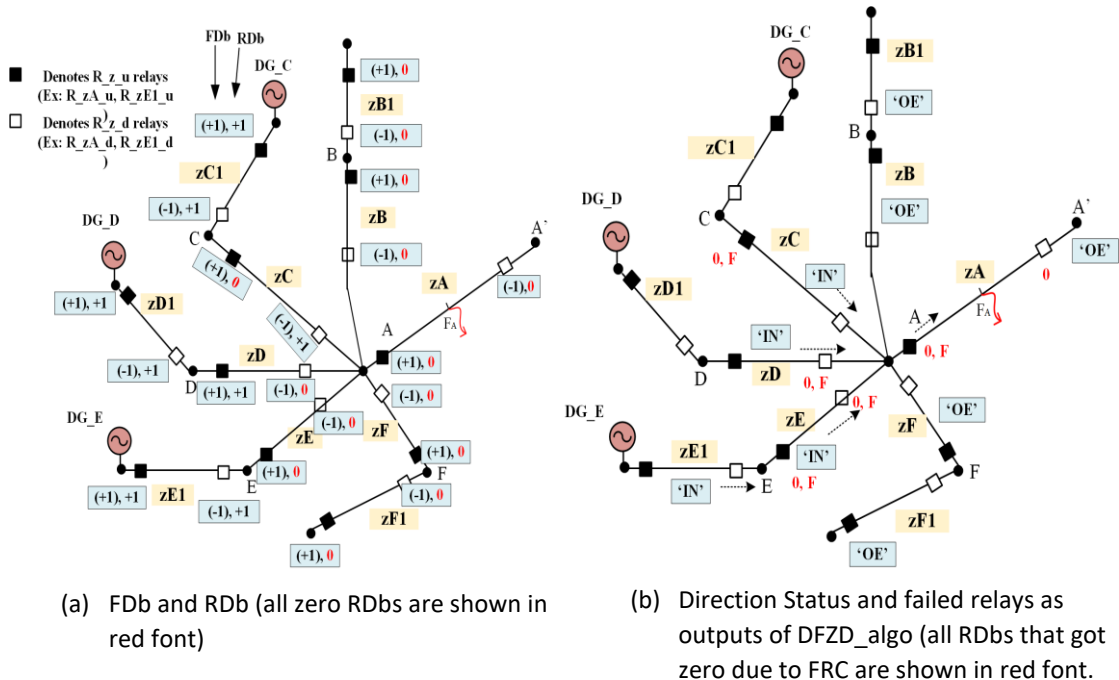 FDb RDb
DG_C
Denotes R_z_u relays
(Ex: R_zA_u, R_zE1_u
)
Denotes R_z_d relays
(Ex: R_zA_d, R_zE1_d
)
(+1), +1
zC1
(-1), +1
C
(+1), 0
zC
(-1), +1
(+1), 0
zB1
(-1), 0
B
(+1), 0
zB
(-1), 0
A'
zA
(-1),0
FA
A
(+1), 0
DG_D
(+1), +1
zD1
(-1), +1
D
zD
(+1), +1
(-1), 0
(-1), 0
zE
(-1), 0
zF
DG_E
(+1), 0
(+1), 0
F
E
(+1), +1
zE1
(-1), +1
(-1), 0
zF1
(+1), 0
(a) FDb and RDb (all zero RDbs are shown in
red font)
DG_C
zB1
'OE'
B
zC1
zB
'OE'
DG_D
C
zC
0, F
'IN'
A'
'OE'
zA
0
FA
zD1
A
'IN'
0, F
D
zD
0, F
0, F
zF
'OE'
DG_E
zE
'IN'
zE1
'IN'
E
0, F
F
zF1
'OE'
(b) Direction Status and failed relays as
outputs of DFZD_algo (all RDbs that got
zero due to FRC are shown in red font.